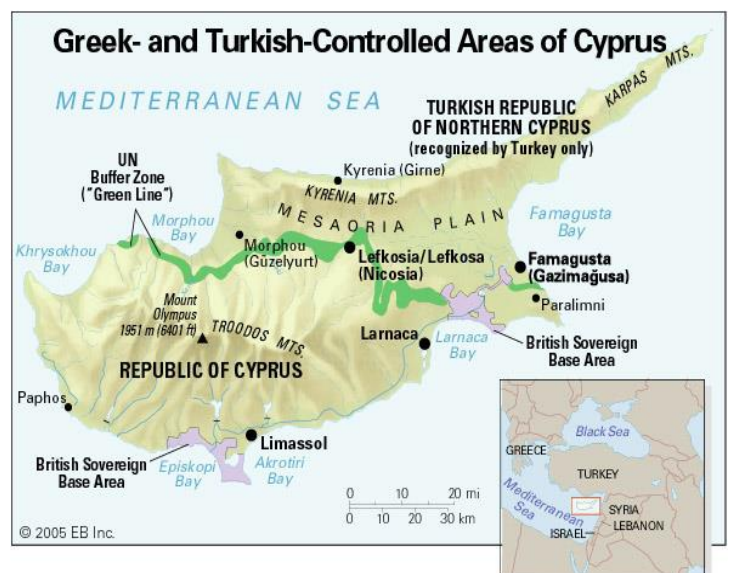 Greek- and Turkish-Controlled Areas of Cyprus
MEDITERRANEAN SEA
KARPAS MTS.
TURKISH REPUBLIC
OF NORTHERN CYPRUS
(recognized by Turkey only)
UN
Buffer Zone
("Green Line")
Kyrenia (Girne)
KYRENIA MTS.
MESAORIA PLAIN
Morphou
Bay
Famagusta
Bay
Khrysokhou
Bay
Morphou
(Güzelyurt)
Lefkosia/Lefkosa
(Nicosia)
Famagusta
(Gazimağusa)
Mount
Olympus
1951 m (6401 ft)
TROODOS MTS.
Paralimni
Larnaca
Larnaca
Bay
British Sovereign
Base Area
REPUBLIC OF CYPRUS
Paphos
Limassol
British Sovereign
Base Area
Episkopi
Bay
Akrotiri
Bay
0 10 20 mi
0 10 20 30 km
© 2005 EB Inc.
Black Sea
GREECE
TURKEY
Mediterranean
Sea
SYRIA
LEBANON
ISRAEL